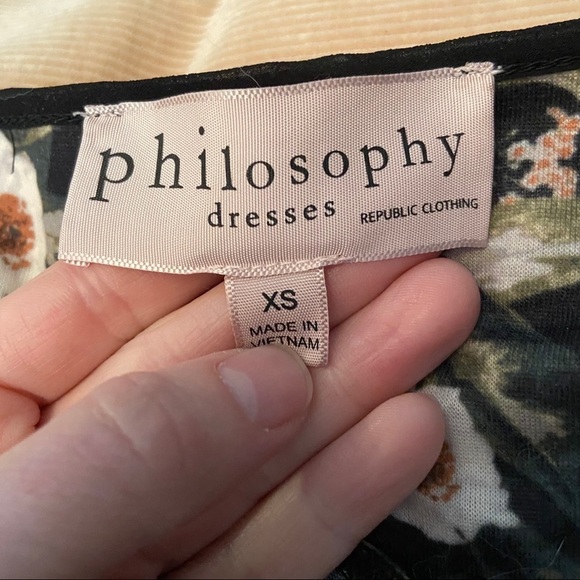 philosophy
dresses REPUBLIC CLOTHING
XS
MADE IN
VIETNAM